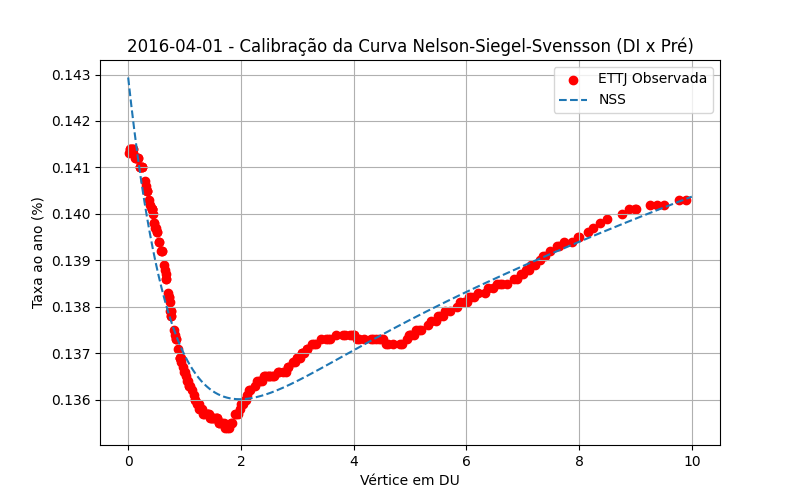 2016-04-01 - Calibração da Curva Nelson-Siegel-Svensson (DI x Pré)
ETTJ Observada
NSS
Taxa ao ano (%)
0.143
0.142
0.141
0.140
0.139
0.138
0.137
0.136
0 2 4 6 8 10
Vértice em DU